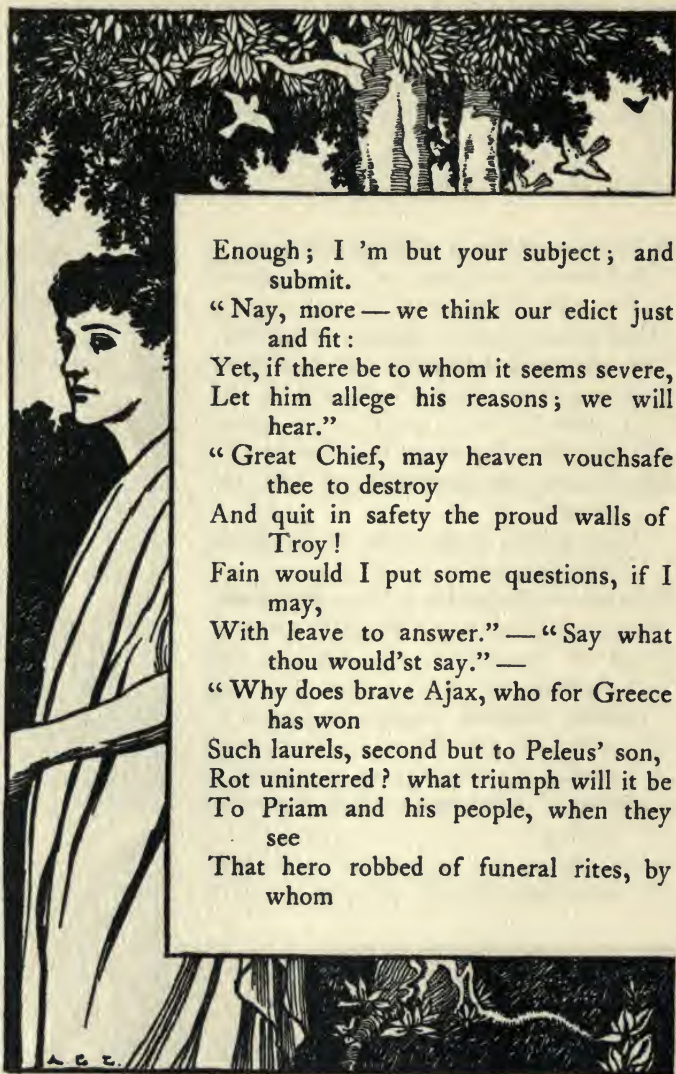 Enough; I 'm but your subject; and
submit.
“Nay, more — we think our edict just
and fit:
Yet, if there be to whom it seems severe,
Let him allege his reasons; we will
hear.”
“Great Chief, may heaven vouchsafe
thee to destroy
And quit in safety the proud walls of
Troy!
Fain would I put some questions, if I
may,
With leave to answer.” — “Say what
thou would'st say.” —
“Why does brave Ajax, who for Greece
has won
Such laurels, second but to Peleus' son,
Rot uninterred? what triumph will it be
To Priam and his people, when they
see
That hero robbed of funeral rites, by
whom